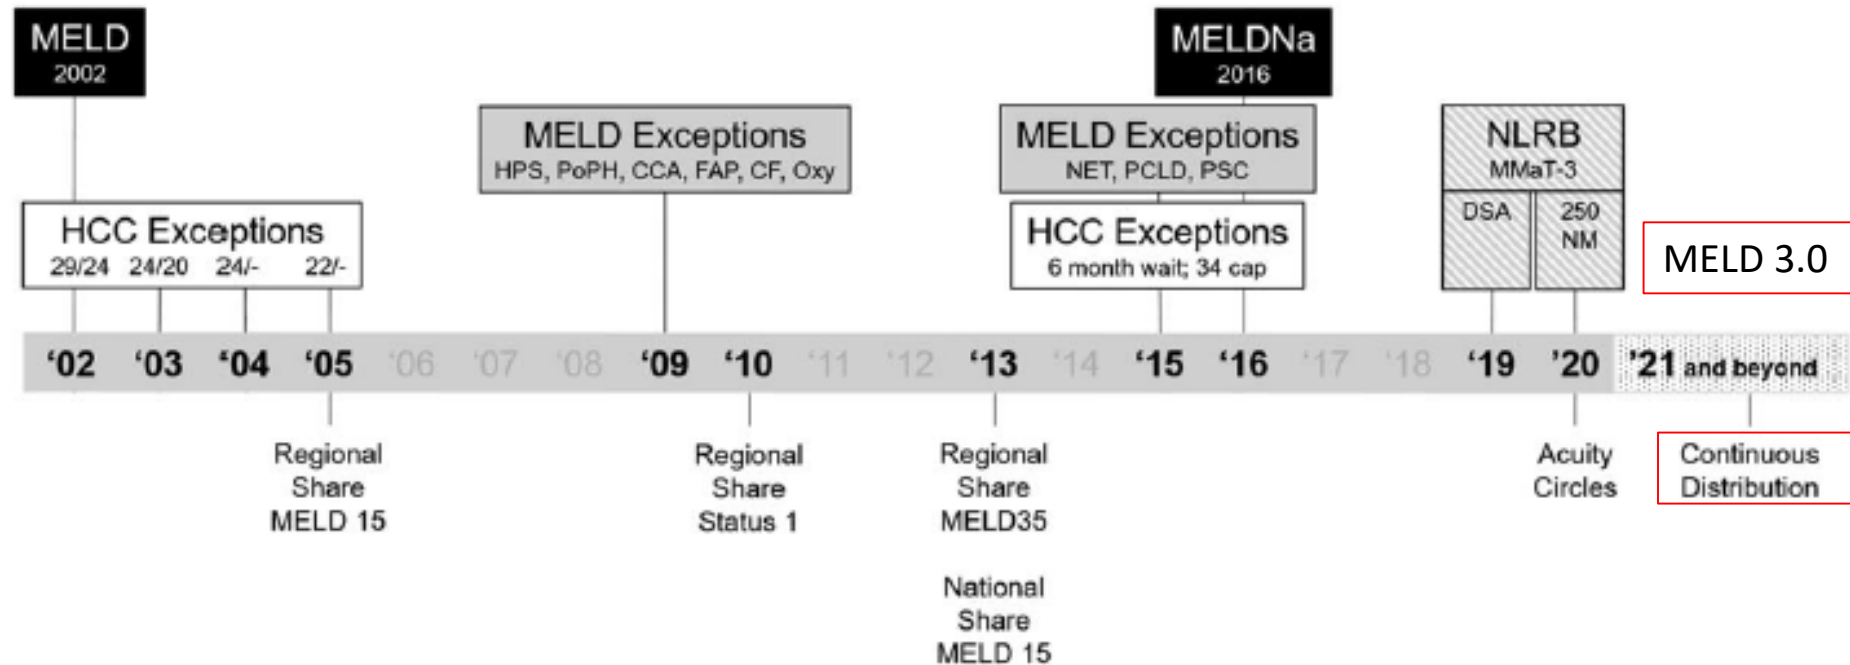 MELD
2002
MELDNa
2016
MELD Exceptions
HPS, PoPH, CCA, FAP, CF, Oxy
MELD Exceptions
NET, PCLD, PSC
NLRB
MMaT-3
DSA
250
NM
HCC Exceptions
29/24 24/20 24/- 22/-
HCC Exceptions
6 month wait; 34 cap
MELD 3.0
‘02 ‘03 ‘04 ‘05 ‘06 ‘07 ‘08 ‘09 ‘10 ‘11 ‘12 ‘13 ‘14 ‘15 ‘16 ‘17 ‘18 ‘19 ’20 ’21 and beyond
Regional
Share
MELD 15
Regional
Share
Status 1
Regional
Share
MELD35
National
Share
MELD 15
Acuity
Circles
Continuous
Distribution